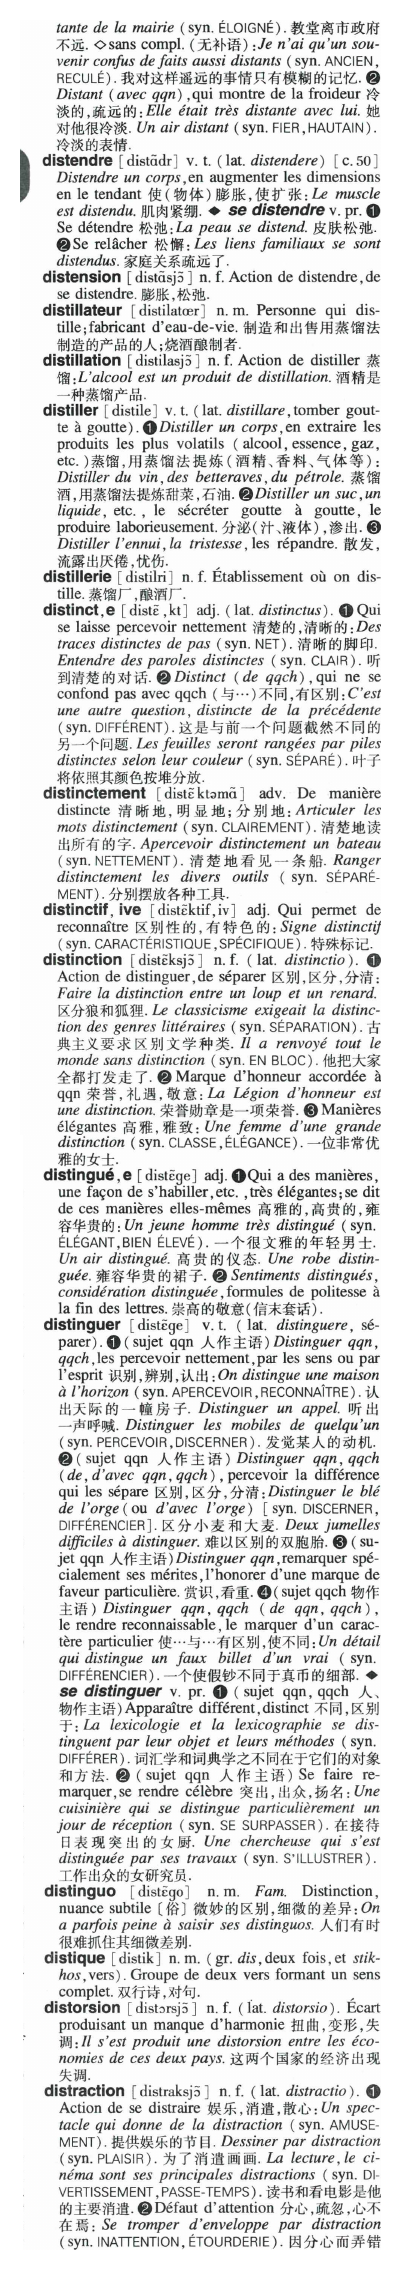 tante de la mairie (syn. ÉLOIGNÉ). 教堂离市政府
不远. ◇sans compl. (无补语):Je n'ai qu'un sou-
venir confus de faits aussi distants (syn. ANCIEN,
RECULÉ). 我对这样遥远的事情只有模糊的记忆. ❷
Distant (avec qqn), qui montre de la froideur 冷
淡的,疏远的:Elle était très distante avec lui. 她
对他很冷淡. Un air distant (syn. FIER,HAUTAIN).
冷淡的表情.
distendre [distɑ̃dr] v. t. (lat. distendere) [c. 50]
Distendre un corps,en augmenter les dimensions
en le tendant 使(物体)膨胀,使扩张:Le muscle
est distendu. 肌肉紧绷. ◆ se distendre v. pr. ❶
Se détendre 松弛:La peau se distend. 皮肤松弛.
❷Se relâcher 松懈:Les liens familiaux se sont
distendus. 家庭关系疏远了.
distension [distɑ̃sjɔ̃] n. f. Action de distendre,de
se distendre. 膨胀,松弛.
distillateur [distilatœr] n. m. Personne qui dis-
tille;fabricant d'eau-de-vie. 制造和出售用蒸馏法
制造的产品的人;烧酒酿制者.
distillation [distilasjɔ̃] n. f. Action de distiller 蒸
馏:L'alcool est un produit de distillation. 酒精是
一种蒸馏产品.
distiller [distile] v. t. (lat. distillare,tomber gout-
te à goutte). ❶Distiller un corps,en extraire les
produits les plus volatils (alcool, essence, gaz,
etc.)蒸馏,用蒸馏法提炼(酒精、香料、气体等):
Distiller du vin,des betteraves,du pétrole. 蒸馏
酒,用蒸馏法提炼甜菜,石油. ❷Distiller un suc,un
liquide, etc., le sécréter goutte à goutte, le
produire laborieusement. 分泌(汁、液体),渗出. ❸
Distiller l'ennui,la tristesse,les répandre. 散发,
流露出厌倦,忧伤.
distillerie [distilri] n. f. Établissement où on dis-
tille. 蒸馏厂,酿酒厂.
distinct,e [distɛ̃,kt] adj. (lat. distinctus). ❶Qui
se laisse percevoir nettement 清楚的,清晰的:Des
traces distinctes de pas (syn. NET). 清晰的脚印.
Entendre des paroles distinctes (syn. CLAIR). 听
到清楚的对话. ❷ Distinct (de qqch), qui ne se
confond pas avec qqch (与…)不同,有区别:C'est
une autre question, distincte de la précédente
(syn. DIFFÉRENT). 这是与前一个问题截然不同的
另一个问题. Les feuilles seront rangées par piles
distinctes selon leur couleur (syn. SÉPARÉ). 叶子
将依照其颜色按堆分放.
distinctement [distɛ̃ktəmɑ̃] adv. De manière
distincte 清晰地,明显地;分别地:Articuler les
mots distinctement (syn. CLAIREMENT). 清楚地读
出所有的字. Apercevoir distinctement un bateau
(syn. NETTEMENT). 清楚地看见一条船. Ranger
distinctement les divers outils (syn. SÉPARÉ-
MENT). 分别摆放各种工具.
distinctif, ive [distɛ̃ktif,iv] adj. Qui permet de
reconnaître 区别性的,有特色的:Signe distinctif
(syn. CARACTÉRISTIQUE,SPÉCIFIQUE). 特殊标记.
distinction [distɛ̃ksjɔ̃] n. f. (lat. distinctio). ❶
Action de distinguer,de séparer 区别,区分,分清:
Faire la distinction entre un loup et un renard.
区分狼和狐狸. Le classicisme exigeait la distinc-
tion des genres littéraires (syn. SÉPARATION). 古
典主义要求区别文学种类. Il a renvoyé tout le
monde sans distinction (syn. EN BLOC). 他把大家
全都打发走了. ❷ Marque d'honneur accordée à
qqn 荣誉,礼遇,敬意:La Légion d'honneur est
une distinction. 荣誉勋章是一项荣誉. ❸Manières
élégantes 高雅,雅致:Une femme d'une grande
distinction (syn. CLASSE,ÉLÉGANCE). 一位非常优
雅的女士.
distingué,e [distɛ̃ge] adj. ❶Qui a des manières,
une façon de s'habiller,etc.,très élégantes;se dit
de ces manières elles-mêmes 高雅的,高贵的,雍
容华贵的:Un jeune homme très distingué (syn.
ÉLÉGANT,BIEN ÉLEVÉ). 一个很文雅的年轻男士.
Un air distingué. 高贵的仪态. Une robe distin-
guée. 雍容华贵的裙子. ❷ Sentiments distingués,
considération distinguée,formules de politesse à
la fin des lettres. 崇高的敬意(信末套话).
distinguer [distɛ̃ge] v. t. (lat. distinguere, sé-
parer). ❶(sujet qqn 人作主语)Distinguer qqn,
qqch,les percevoir nettement,par les sens ou par
l'esprit 识别,辨别,认出:On distingue une maison
à l'horizon (syn. APERCEVOIR,RECONNAÎTRE). 认
出天际的一幢房子. Distinguer un appel. 听出
一声呼喊. Distinguer les mobiles de quelqu'un
(syn. PERCEVOIR,DISCERNER). 发觉某人的动机.
❷(sujet qqn 人作主语) Distinguer qqn, qqch
(de,d'avec qqn,qqch), percevoir la différence
qui les sépare 区别,区分,分清:Distinguer le blé
de l'orge(ou d'avec l'orge) [syn. DISCERNER,
DIFFÉRENCIER]. 区分小麦和大麦. Deux jumelles
difficiles à distinguer. 难以区别的双胞胎. ❸(su-
jet qqn 人作主语)Distinguer qqn,remarquer spé-
cialement ses mérites,l'honorer d'une marque de
faveur particulière. 赏识,看重. ❹(sujet qqch 物作
主语) Distinguer qqn, qqch (de qqn, qqch),
le rendre reconnaissable, le marquer d'un carac-
tère particulier 使…与…有区别,使不同:Un détail
qui distingue un faux billet d'un vrai (syn.
DIFFÉRENCIER). 一个使假钞不同于真币的细部. ◆
se distinguer v. pr. ❶ (sujet qqn, qqch 人、
物作主语)Apparaître différent,distinct 不同,区别
于:La lexicologie et la lexicographie se dis-
tinguent par leur objet et leurs méthodes (syn.
DIFFÉRER). 词汇学和词典学之不同在于它们的对象
和方法. ❷ (sujet qqn 人作主语) Se faire re-
marquer,se rendre célèbre 突出,出众,扬名:Une
cuisinière qui se distingue particulièrement un
jour de réception (syn. SE SURPASSER). 在接待
日表现突出的女厨. Une chercheuse qui s'est
distinguée par ses travaux (syn. S'ILLUSTRER).
工作出众的女研究员.
distinguo [distɛ̃go] n. m. Fam. Distinction,
nuance subtile〔俗〕微妙的区别,细微的差异:On
a parfois peine à saisir ses distinguos. 人们有时
很难抓住其细微差别.
distique [distik] n. m. (gr. dis,deux fois,et stik-
hos,vers). Groupe de deux vers formant un sens
complet. 双行诗,对句.
distorsion [distɔrsjɔ̃] n. f. (lat. distorsio). Écart
produisant un manque d'harmonie 扭曲,变形,失
调:Il s'est produit une distorsion entre les éco-
nomies de ces deux pays. 这两个国家的经济出现
失调.
distraction [distraksjɔ̃] n. f. (lat. distractio). ❶
Action de se distraire 娱乐,消遣,散心:Un spec-
tacle qui donne de la distraction (syn. AMUSE-
MENT). 提供娱乐的节目. Dessiner par distraction
(syn. PLAISIR). 为了消遣画画. La lecture,le ci-
néma sont ses principales distractions (syn. DI-
VERTISSEMENT,PASSE-TEMPS). 读书和看电影是他
的主要消遣. ❷Défaut d'attention 分心,疏忽,心不
在焉:Se tromper d'enveloppe par distraction
(syn. INATTENTION,ÉTOURDERIE). 因分心而弄错